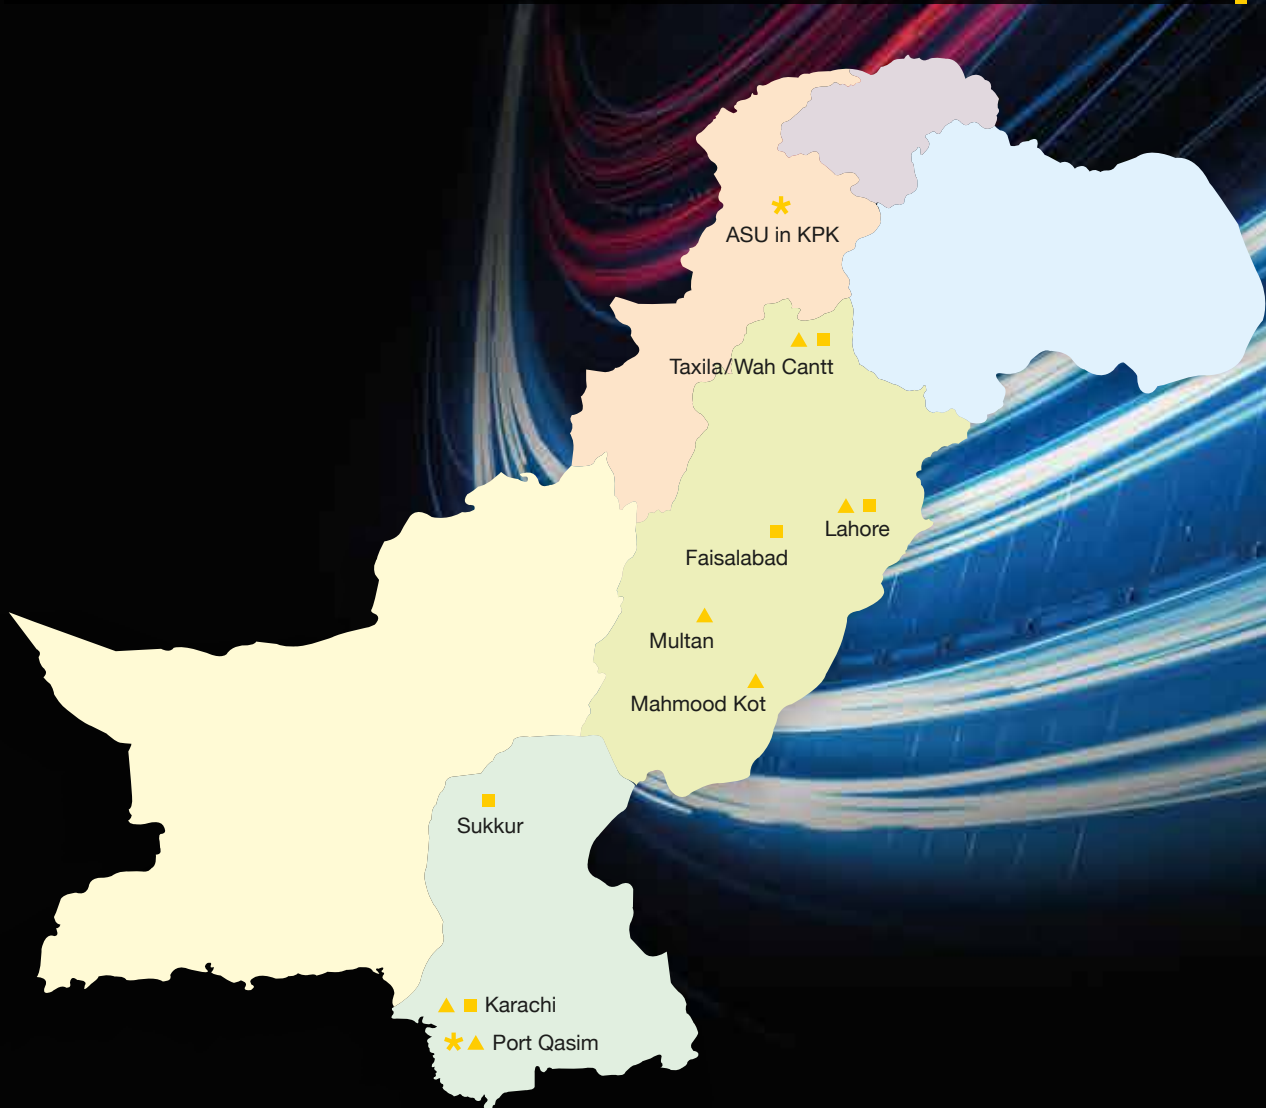 ASU in KPK
Taxila/Wah Cantt
Lahore
Faisalabad
Multan
Mahmood Kot
Sukkur
Karachi
Port Qasim